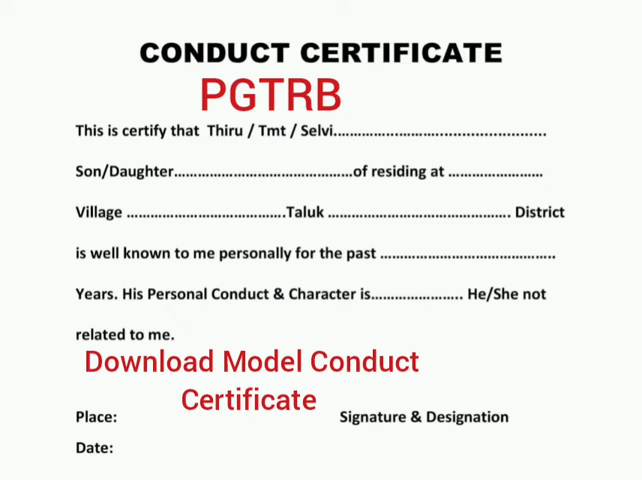 CONDUCT CERTIFICATE
PGTRB
This is certify that Thiru / Tmt / Selvi.................................................
Son/Daughter..............................................of residing at ........................
Village .........................................Taluk ............................................... District
is well known to me personally for the past .............................................
Years. His Personal Conduct & Character is........................ He/She not
related to me.
Download Model Conduct
Certificate
Place: Signature & Designation
Date: